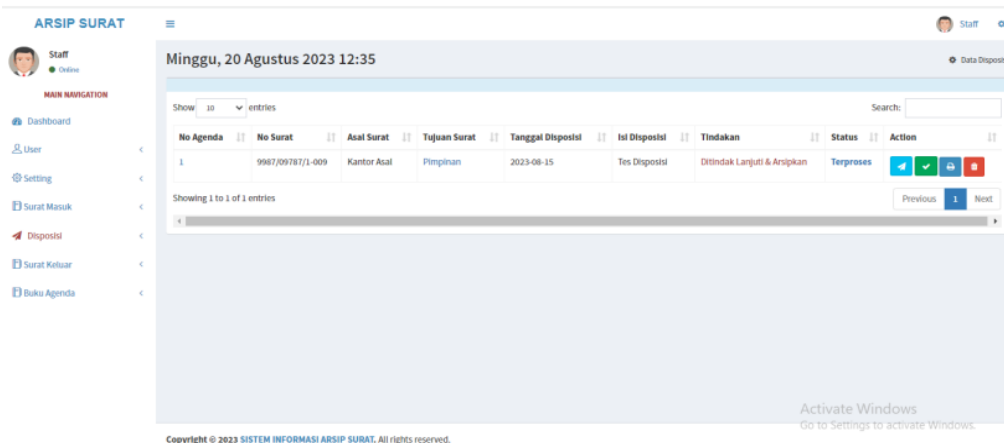 ARSIP SURAT
Staff
Staff
Online
Minggu, 20 Agustus 2023 12:35
Data Disposi
MAIN NAVIGATION
Dashboard
User
Setting
Surat Masuk
Disposisi
Surat Keluar
Buku Agenda
Show 10 entries
Search:
No Agenda No Surat Asal Surat Tujuan Surat Tanggal Disposisi Isi Disposisi Tindakan Status Action
1 9987/09787/1-009 Kantor Asal Pimpinan 2023-08-15 Tes Disposisi Ditindak Lanjuti & Arsipkan Terproses
Showing 1 to 1 of 1 entries
Previous 1 Next
Activate Windows
Go to Settings to activate Windows.
Copyright © 2023 SISTEM INFORMASI ARSIP SURAT. All rights reserved.